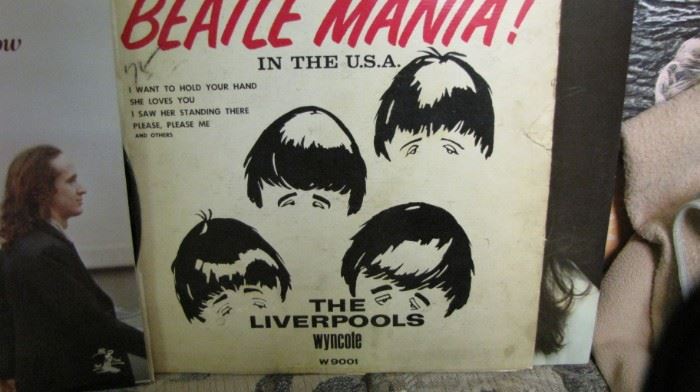 ow
BEATLE MANIA!
IN THE U.S.A.
I WANT TO HOLD YOUR HAND
SHE LOVES YOU
I SAW HER STANDING THERE
PLEASE, PLEASE ME
AND OTHERS
THE
LIVERPOOLS
wyncote
W 9001